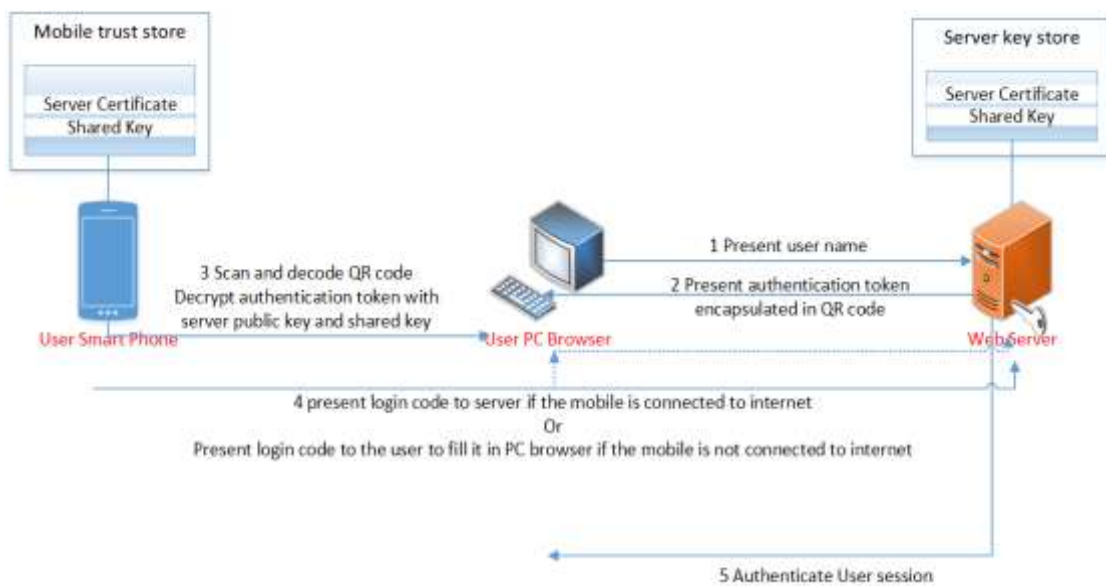 Mobile trust store
Server Certificate
Shared Key
Server key store
Server Certificate
Shared Key
1 Present user name
2 Present authentication token
encapsulated in QR code
3 Scan and decode QR code
Decrypt authentication token with
server public key and shared key
User Smart Phone
User PC Browser
Web Server
4 present login code to server if the mobile is connected to internet
Or
Present login code to the user to fill it in PC browser if the mobile is not connected to internet
5 Authenticate User session